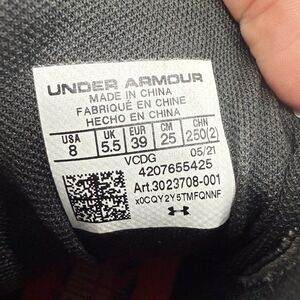 UNDER ARMOUR
MADE IN CHINA
FABRIQUÉ EN CHINE
HECHO EN CHINA
USA UK EUR CM CHN
8 5.5 39 25 250(2)
VCDG 05/21
4207655425
Art.3023708-001
x0CQY2Y5TMFQNNF